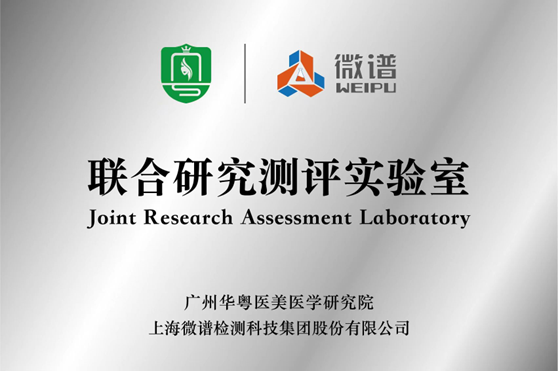 微谱
WEIPU
联合研究测评实验室
Joint Research Assessment Laboratory
广州华粤医美医学研究院
上海微谱检测科技集团股份有限公司